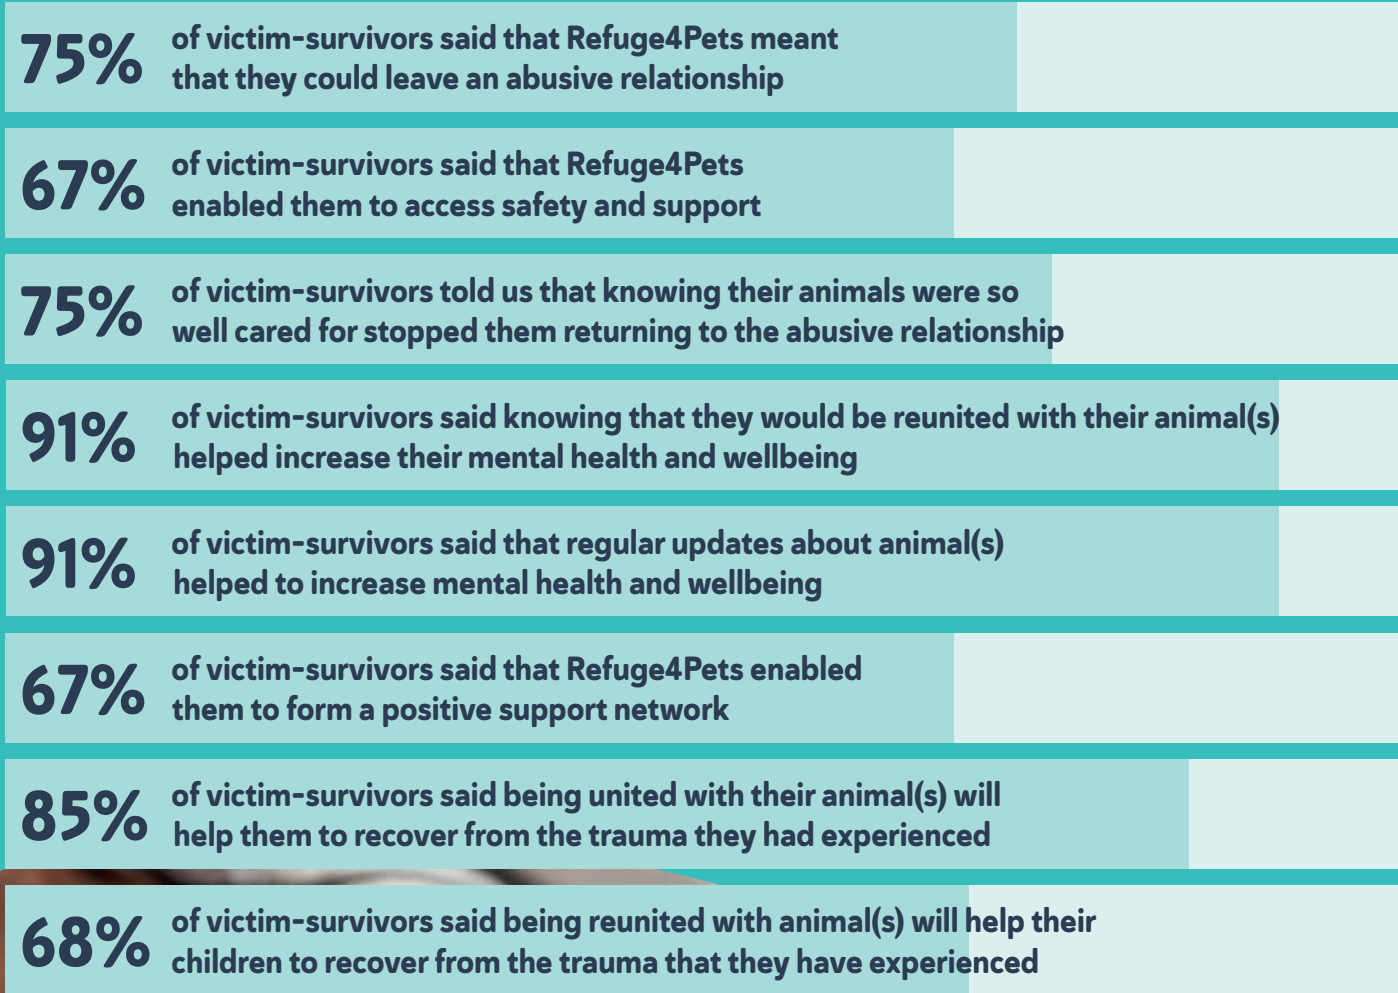 75% of victim-survivors said that Refuge4Pets meant
that they could leave an abusive relationship
67% of victim-survivors said that Refuge4Pets
enabled them to access safety and support
75% of victim-survivors told us that knowing their animals were so
well cared for stopped them returning to the abusive relationship
91% of victim-survivors said knowing that they would be reunited with their animal(s)
helped increase their mental health and wellbeing
91% of victim-survivors said that regular updates about animal(s)
helped to increase mental health and wellbeing
67% of victim-survivors said that Refuge4Pets enabled
them to form a positive support network
85% of victim-survivors said being united with their animal(s) will
help them to recover from the trauma they had experienced
68% of victim-survivors said being reunited with animal(s) will help their
children to recover from the trauma that they have experienced